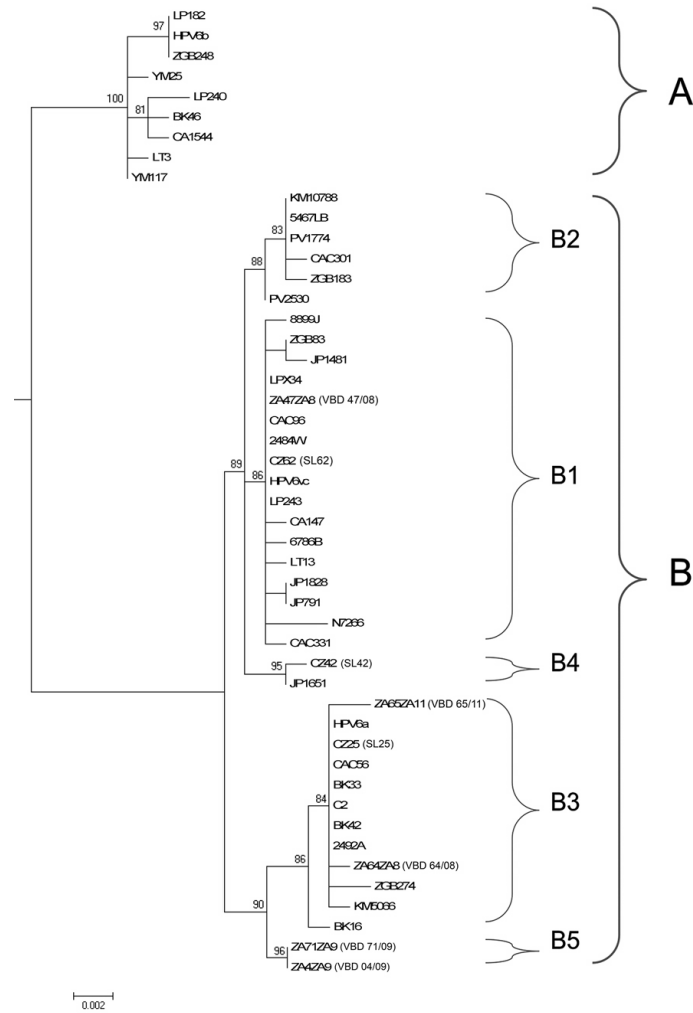 LP182
97
HPV6b
ZGB248
YM25
A
LP240
100
81
BK46
CA1544
LT3
YM117
KM10788
5467LB
83
PV1774
B2
88
CAC301
ZGB183
PV2530
8899J
ZGB83
JP1481
LPX34
ZA47ZA8 (VBD 47/08)
CAC96
2484W
89
CZ62 (SL62)
86
HPV6vc
B1
LP243
CA147
6786B
LT13
B
JP1828
JP791
N7266
CAC331
95
CZ42 (SL42)
B4
JP1651
ZA65ZA11 (VBD 65/11)
HPV6a
CZ25 (SL25)
CAC56
BK33
84
C2
B3
BK42
2492A
86
ZA64ZA8 (VBD 64/08)
ZGB274
90
KM5066
BK16
96
ZA71ZA9 (VBD 71/09)
B5
ZA4ZA9 (VBD 04/09)
0.002